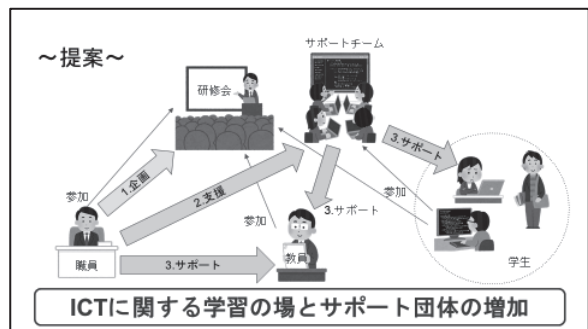 ～提案～
サポートチーム
研修会
参加
1.企画
2.支援
3.サポート
3.サポート
参加
参加
職員
3.サポート
教員
学生
ICTに関する学習の場とサポート団体の増加